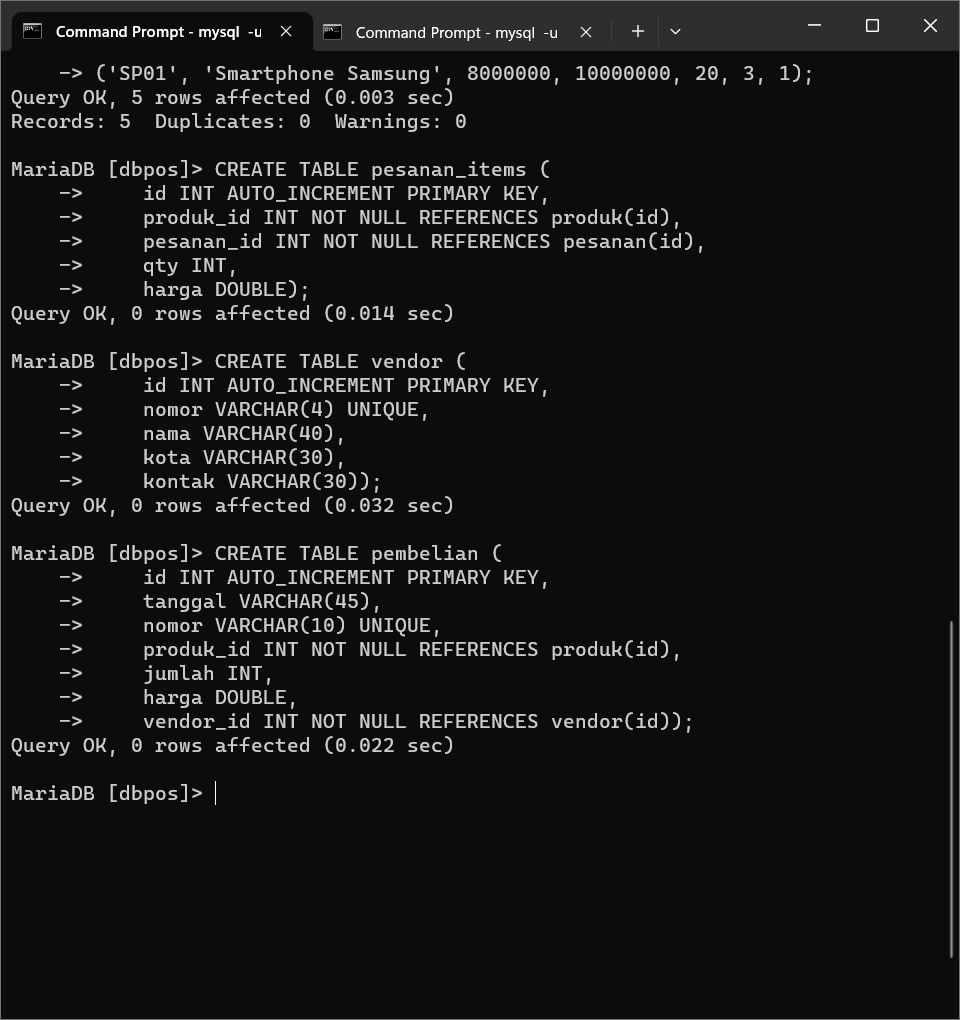 Command Prompt - mysql  -u
Command Prompt - mysql  -u
    -> ('SP01', 'Smartphone Samsung', 8000000, 10000000, 20, 3, 1);
Query OK, 5 rows affected (0.003 sec)
Records: 5  Duplicates: 0  Warnings: 0
MariaDB [dbpos]> CREATE TABLE pesanan_items (
    ->     id INT AUTO_INCREMENT PRIMARY KEY,
    ->     produk_id INT NOT NULL REFERENCES produk(id),
    ->     pesanan_id INT NOT NULL REFERENCES pesanan(id),
    ->     qty INT,
    ->     harga DOUBLE);
Query OK, 0 rows affected (0.014 sec)
MariaDB [dbpos]> CREATE TABLE vendor (
    ->     id INT AUTO_INCREMENT PRIMARY KEY,
    ->     nomor VARCHAR(4) UNIQUE,
    ->     nama VARCHAR(40),
    ->     kota VARCHAR(30),
    ->     kontak VARCHAR(30));
Query OK, 0 rows affected (0.032 sec)
MariaDB [dbpos]> CREATE TABLE pembelian (
    ->     id INT AUTO_INCREMENT PRIMARY KEY,
    ->     tanggal VARCHAR(45),
    ->     nomor VARCHAR(10) UNIQUE,
    ->     produk_id INT NOT NULL REFERENCES produk(id),
    ->     jumlah INT,
    ->     harga DOUBLE,
    ->     vendor_id INT NOT NULL REFERENCES vendor(id));
Query OK, 0 rows affected (0.022 sec)
MariaDB [dbpos]>